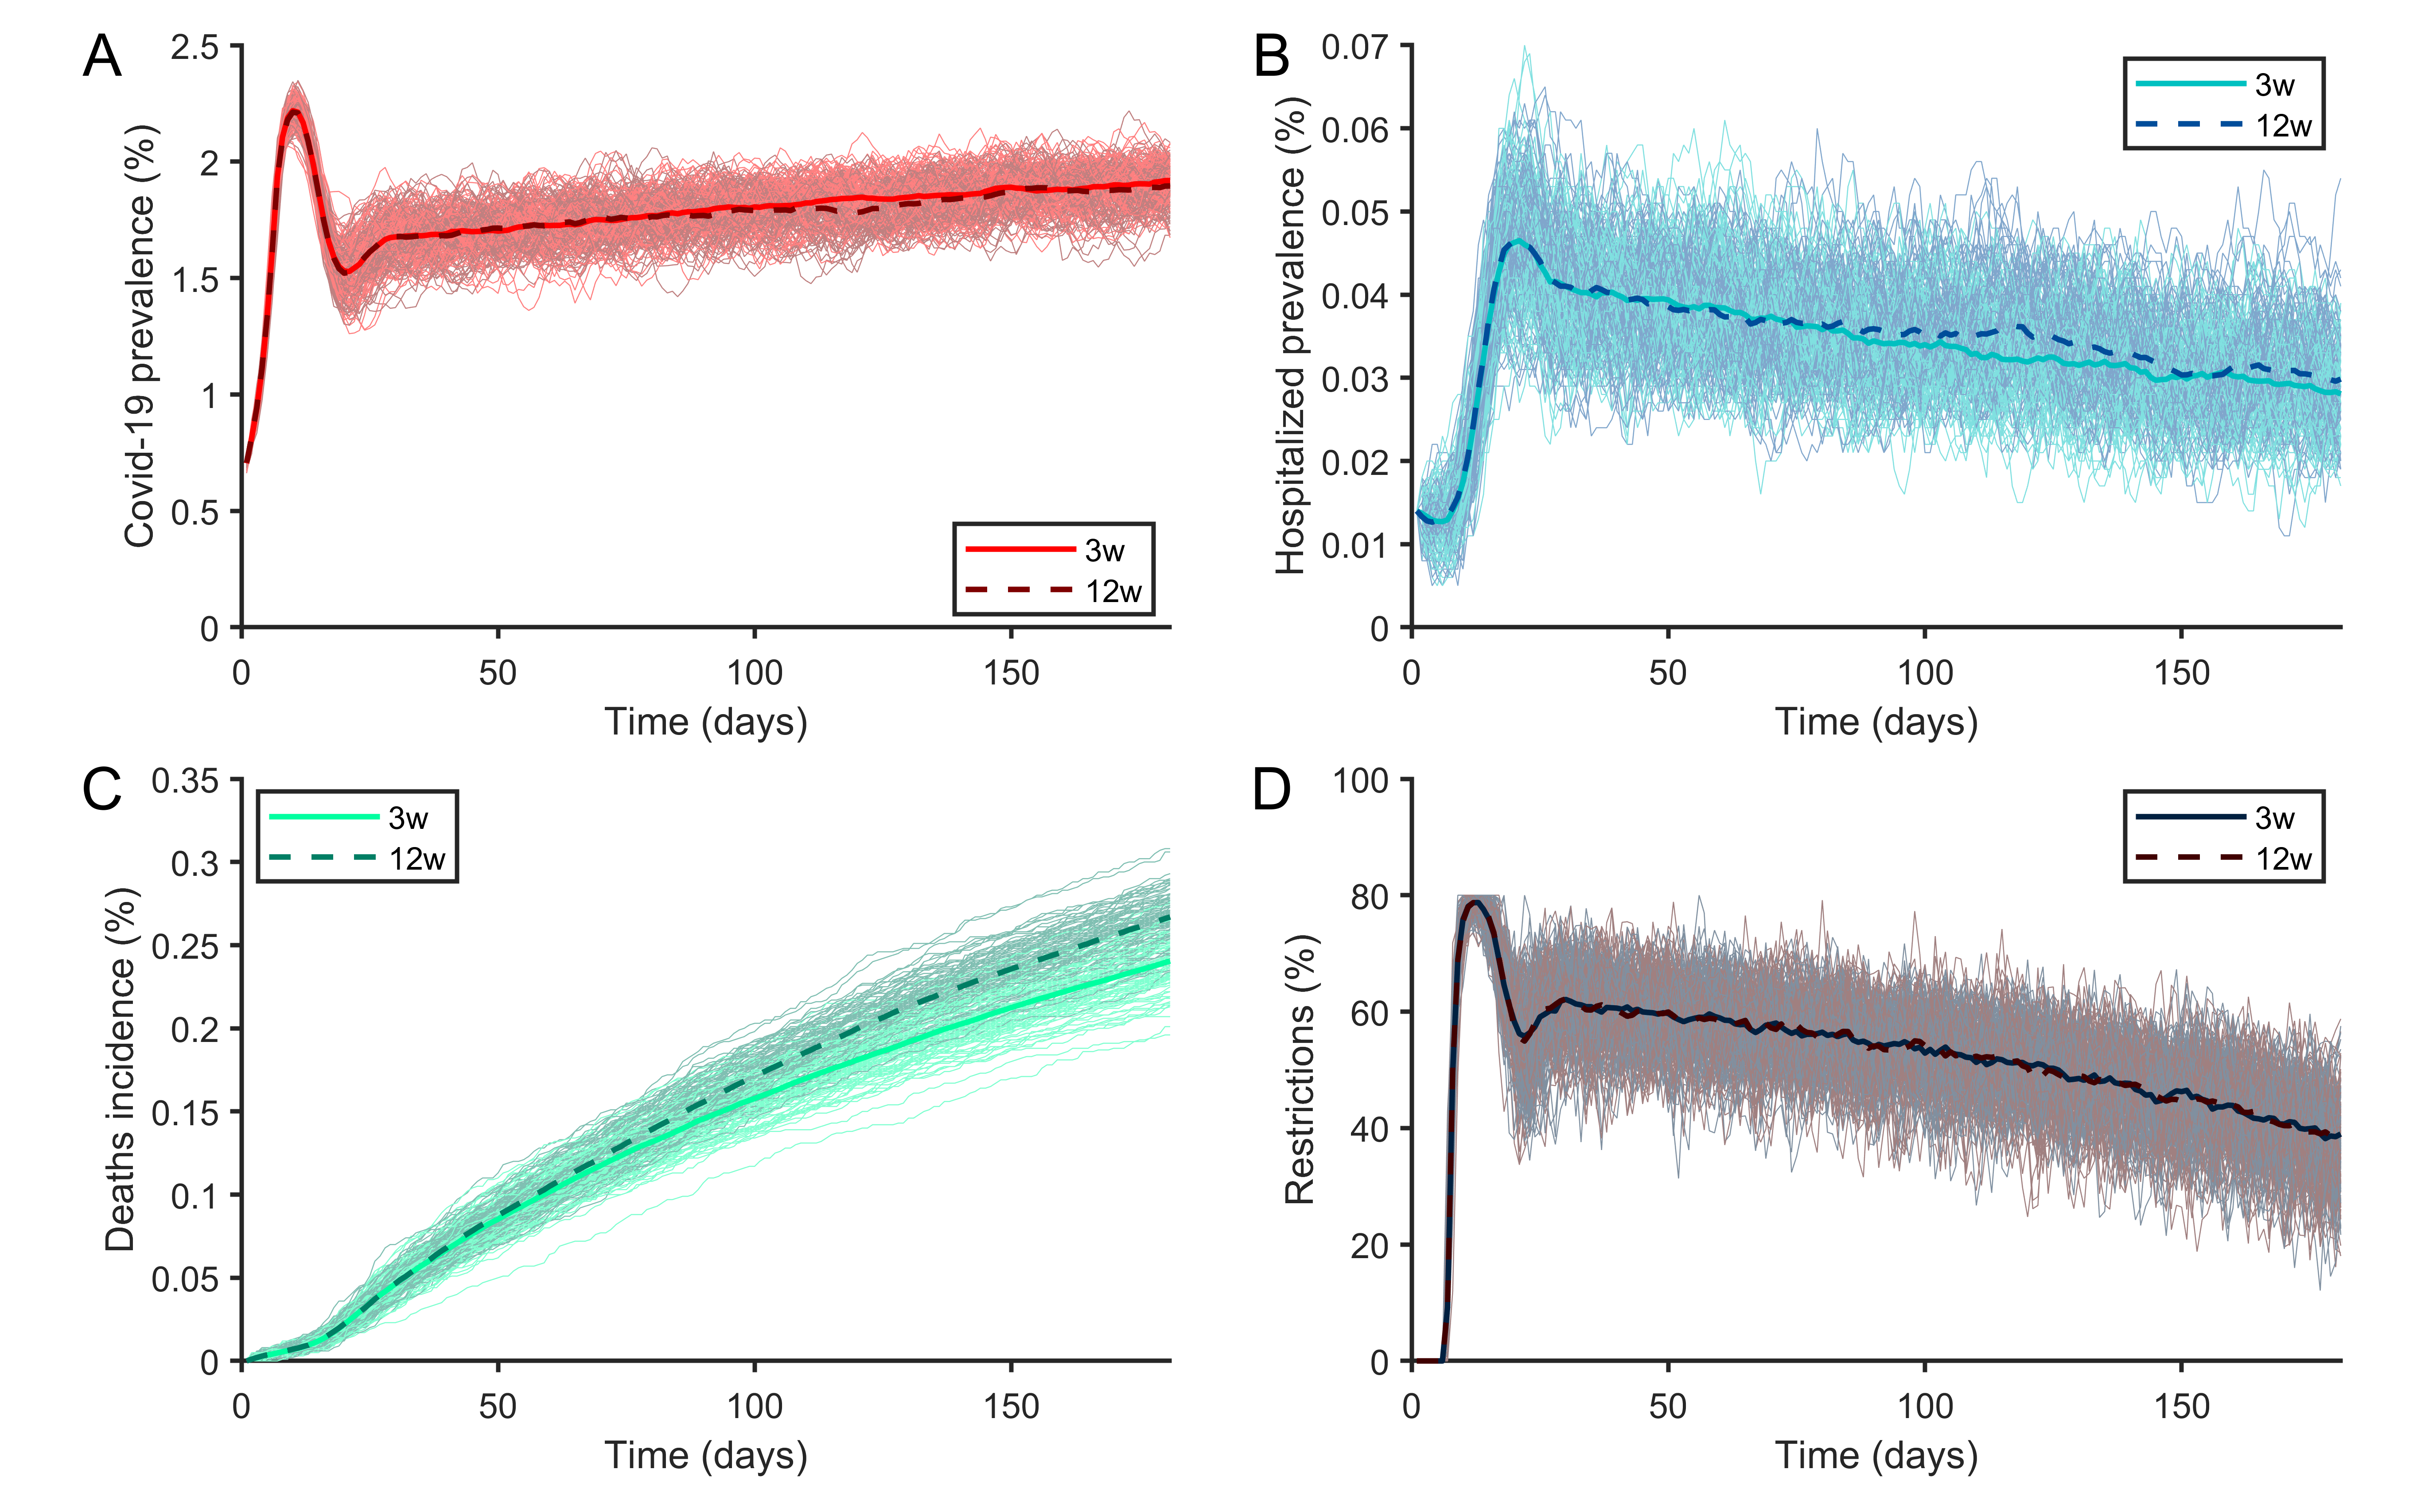 A
Covid-19 prevalence (%)
2.5
2
1.5
1
0.5
0
0 50 100 150
Time (days)
3w
12w
B
Hospitalized prevalence (%)
0.07
0.06
0.05
0.04
0.03
0.02
0.01
0
0 50 100 150
Time (days)
3w
12w
C
Deaths incidence (%)
0.35
0.3
0.25
0.2
0.15
0.1
0.05
0
0 50 100 150
Time (days)
3w
12w
D
Restrictions (%)
100
80
60
40
20
0
0 50 100 150
Time (days)
3w
12w